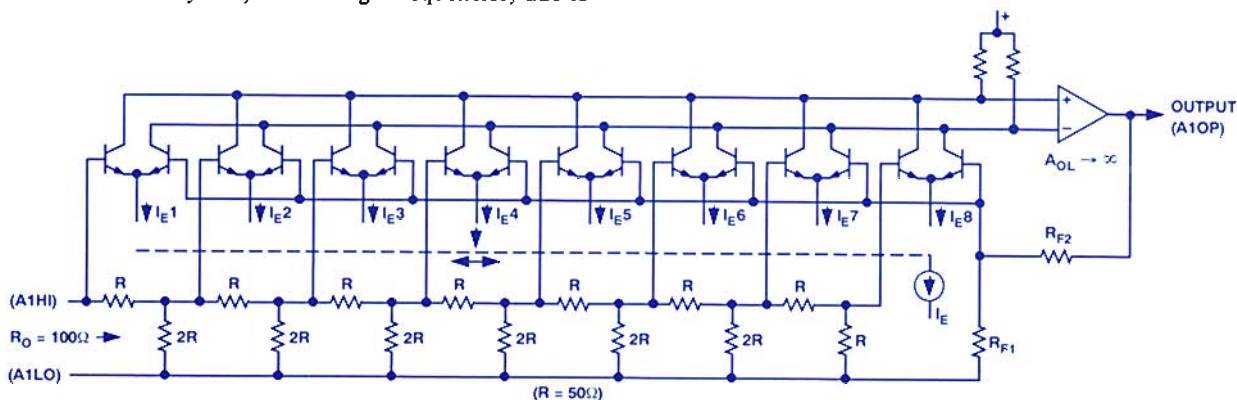 +
+
OUTPUT
(A1OP)
−
A_OL → ∞
I_E1
I_E2
I_E3
I_E4
I_E5
I_E6
I_E7
I_E8
R_F2
R
R
R
R
R
R
R
(A1HI)
I_E
R_O = 100Ω
2R
2R
2R
2R
2R
2R
R
R_F1
(A1LO)
(R = 50Ω)